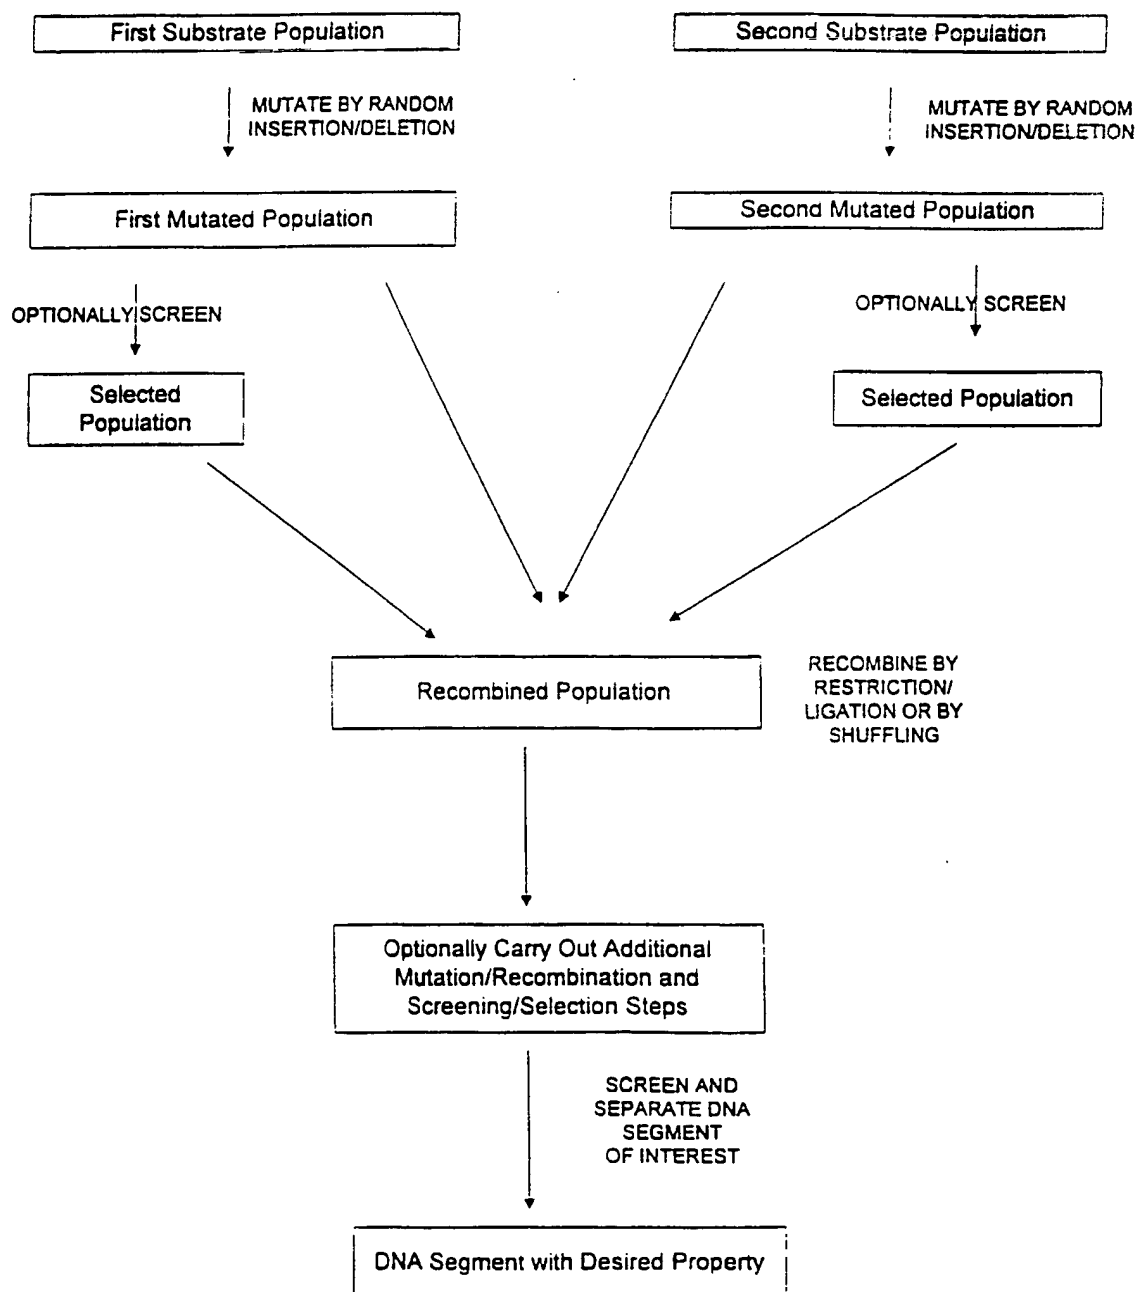 First Substrate Population
Second Substrate Population
MUTATE BY RANDOM
INSERTION/DELETION
MUTATE BY RANDOM
INSERTION/DELETION
First Mutated Population
Second Mutated Population
OPTIONALLY SCREEN
OPTIONALLY SCREEN
Selected
Population
Selected Population
Recombined Population
RECOMBINE BY
RESTRICTION/
LIGATION OR BY
SHUFFLING
Optionally Carry Out Additional
Mutation/Recombination and
Screening/Selection Steps
SCREEN AND
SEPARATE DNA
SEGMENT
OF INTEREST
DNA Segment with Desired Property